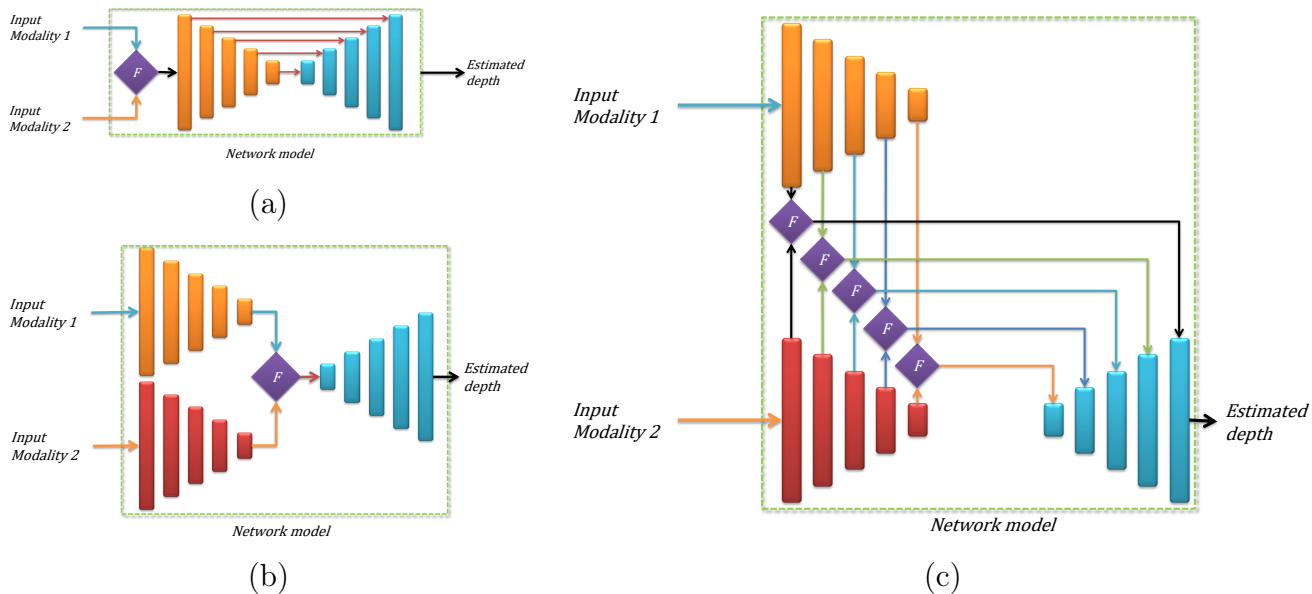 Input
Modality 1
F
Input
Modality 2
Estimated
depth
Network model
(a)
Input
Modality 1
F
Input
Modality 2
Estimated
depth
Network model
(b)
Input
Modality 1
F
F
F
F
F
Input
Modality 2
Estimated
depth
Network model
(c)